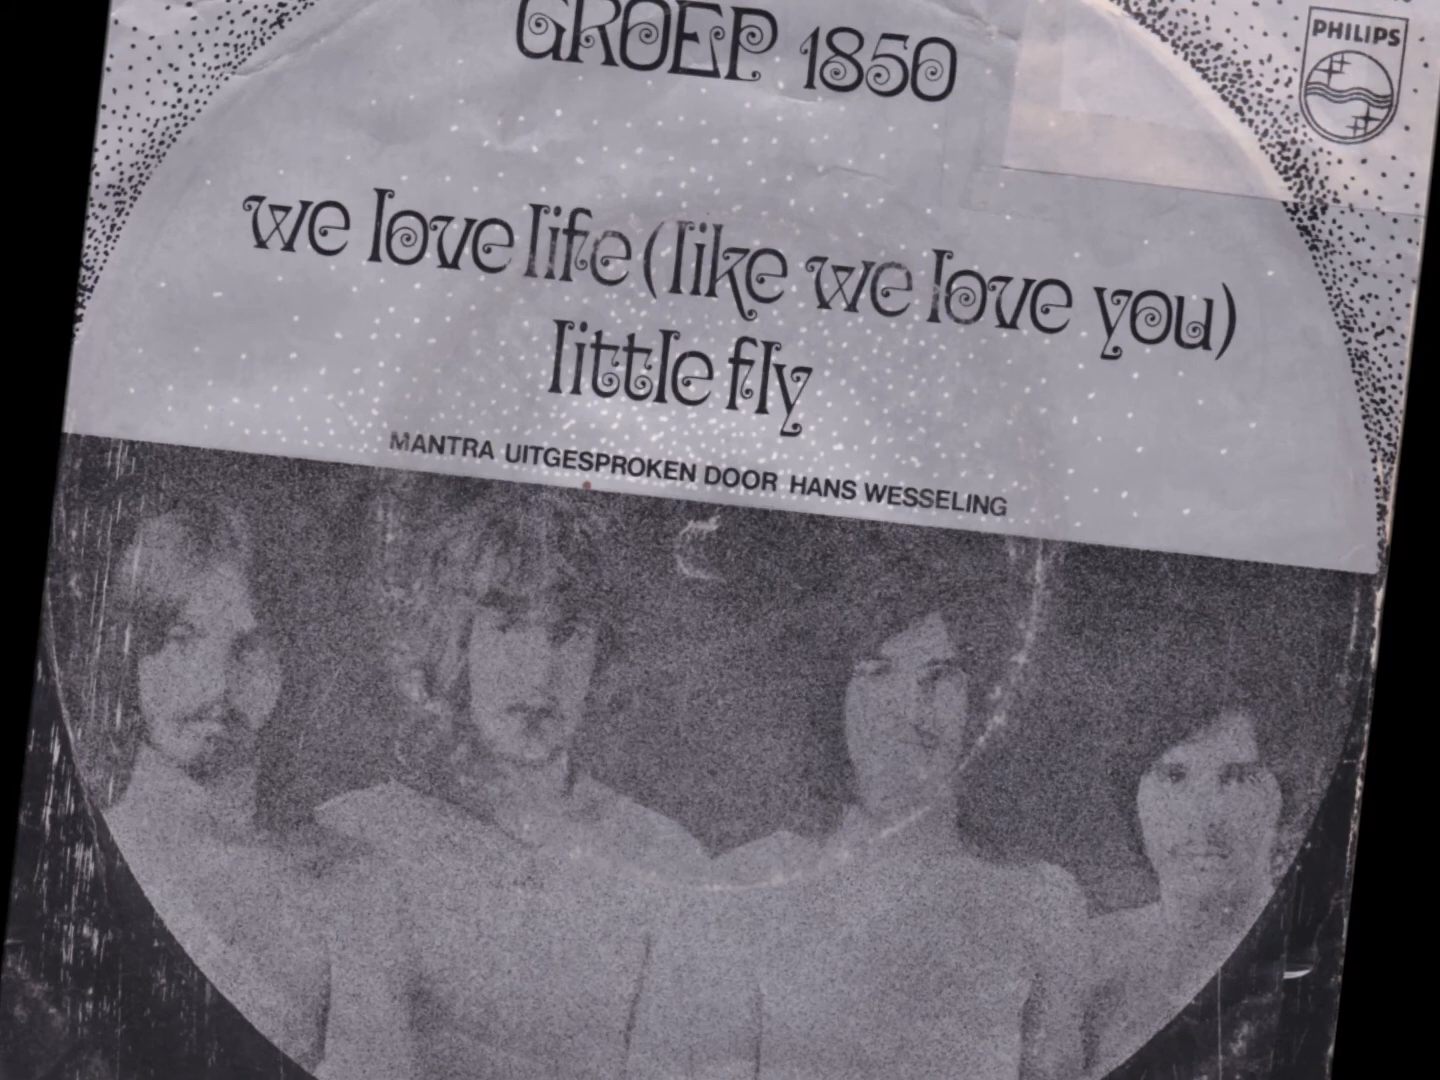 GROEP 1850
PHILIPS
we love life (like we love you)
little fly
MANTRA UITGESPROKEN DOOR HANS WESSELING